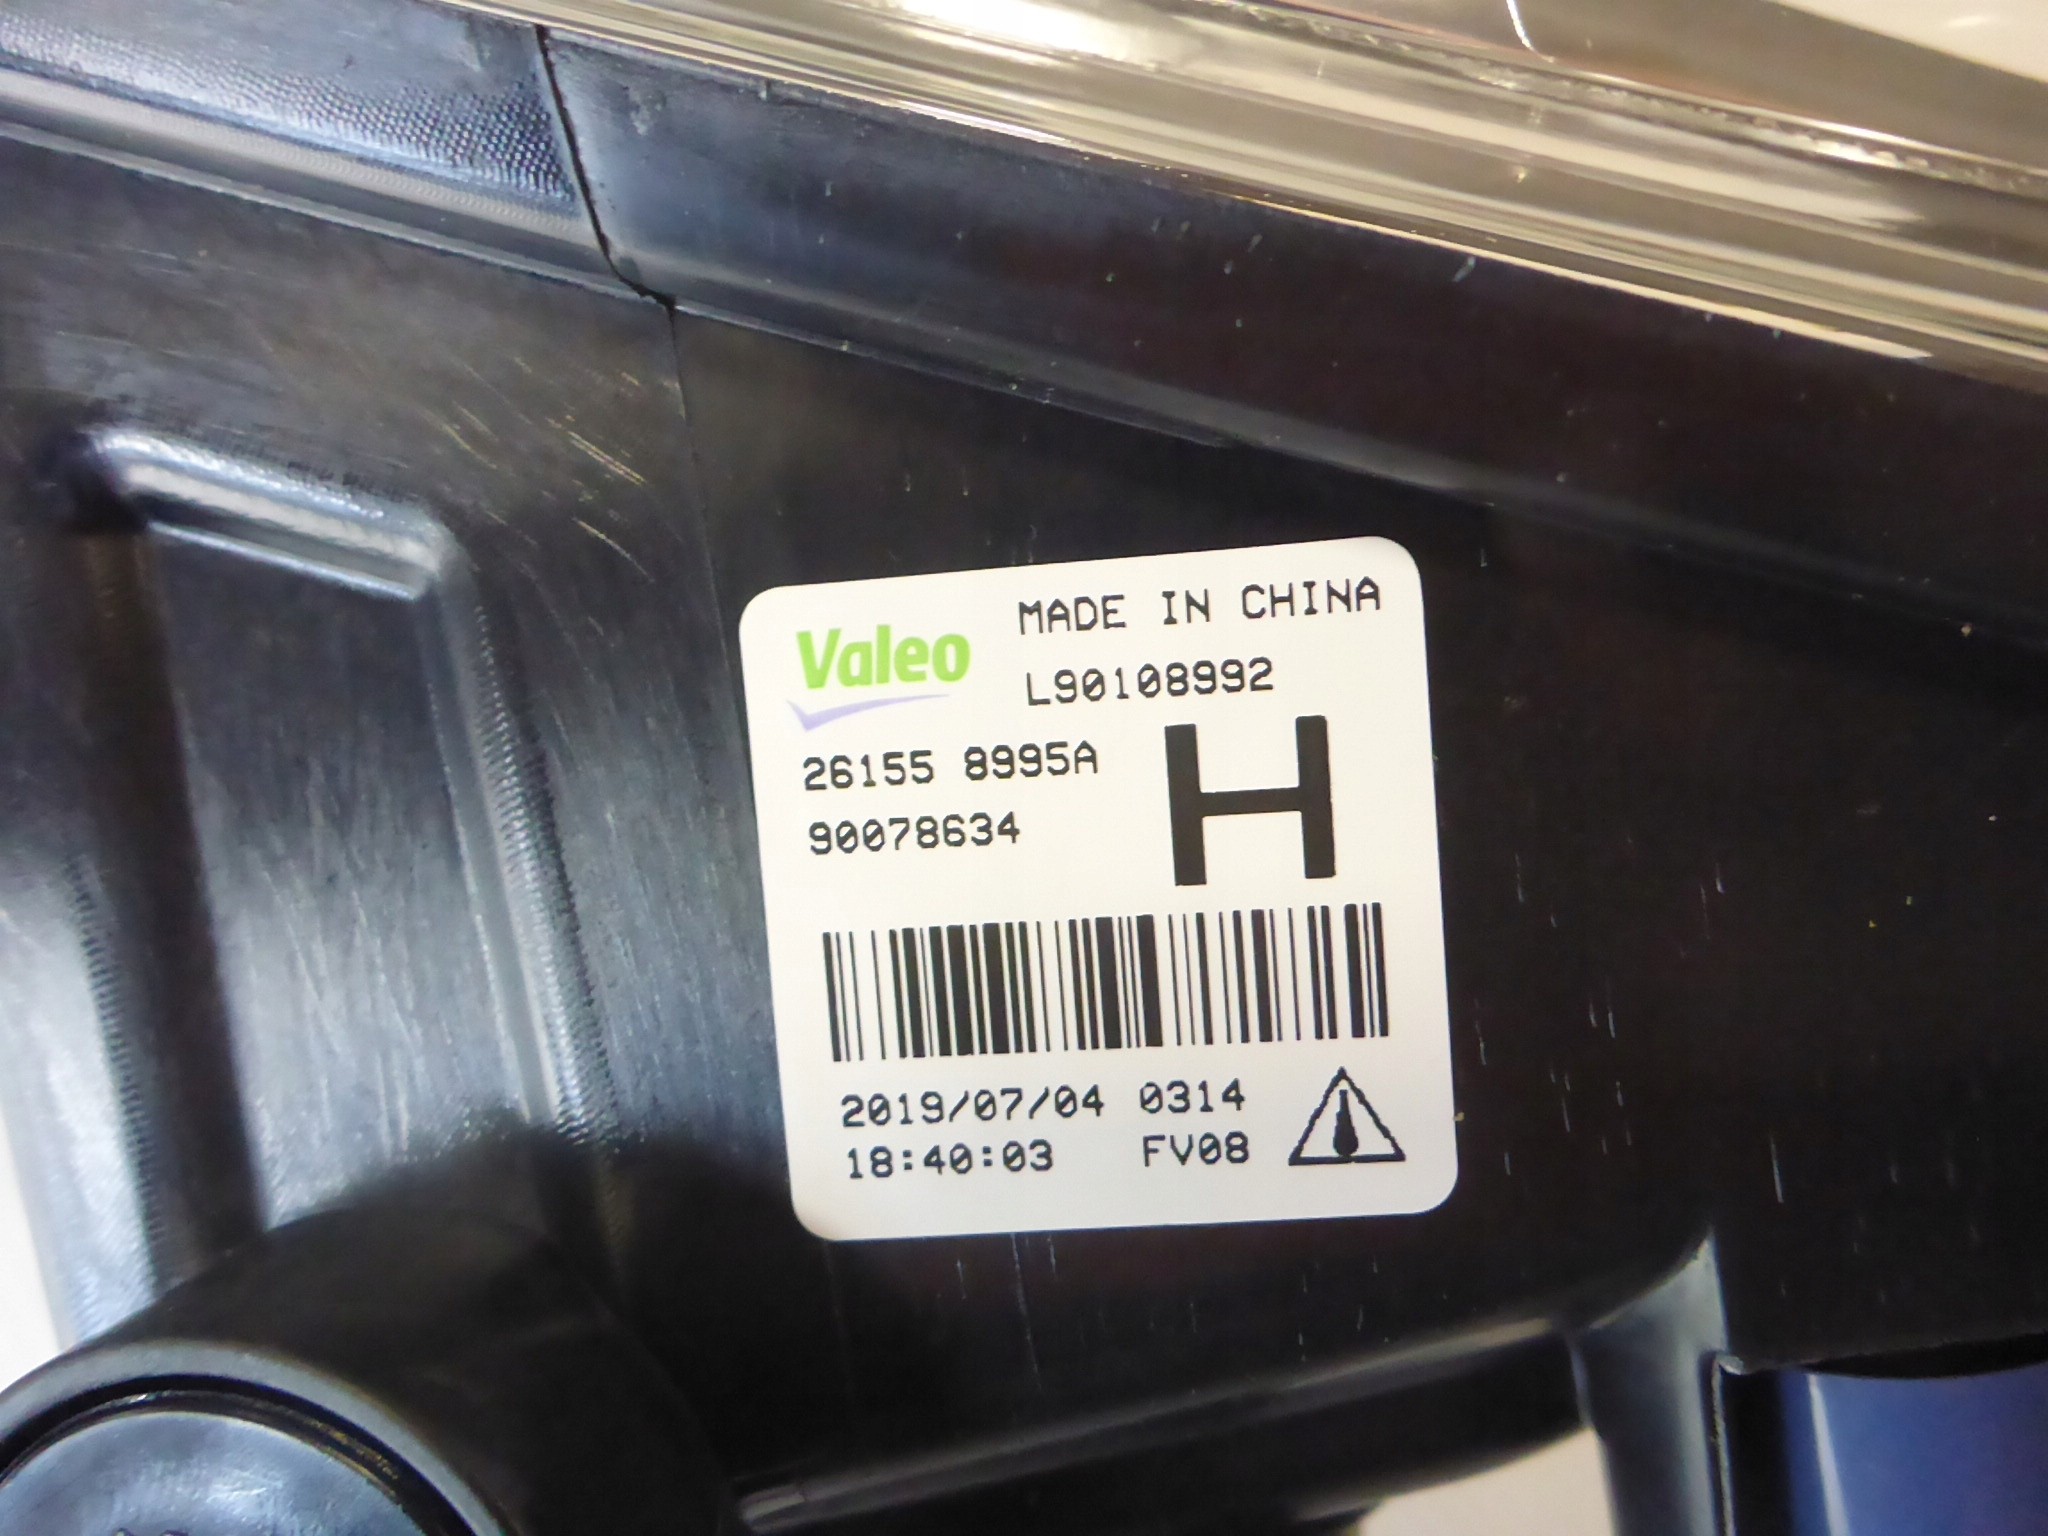 MADE IN CHINA
Valeo
L90108992
26155 8995A
H
90078634
2019/07/04 0314
18:40:03 FV08